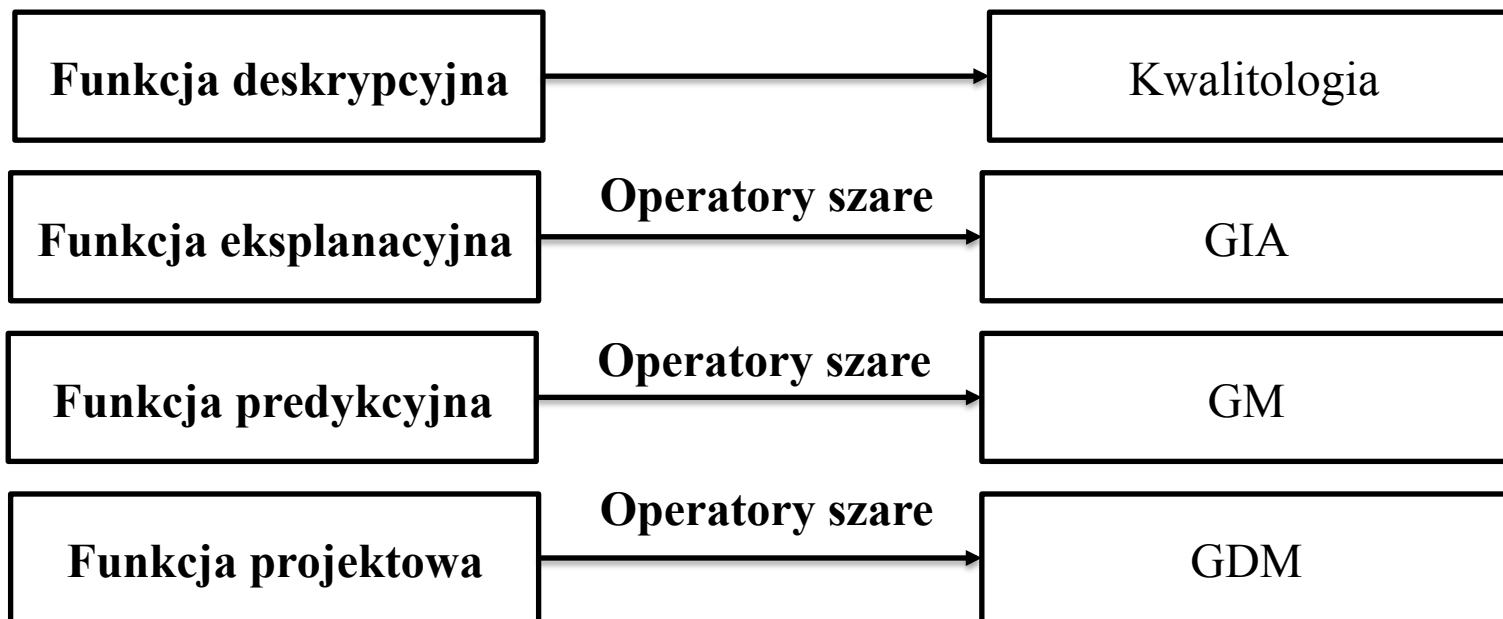 Funkcja deskrypcyjna
Kwalitologia
Operatory szare
Funkcja eksplanacyjna
GIA
Operatory szare
Funkcja predykcyjna
GM
Operatory szare
Funkcja projektowa
GDM